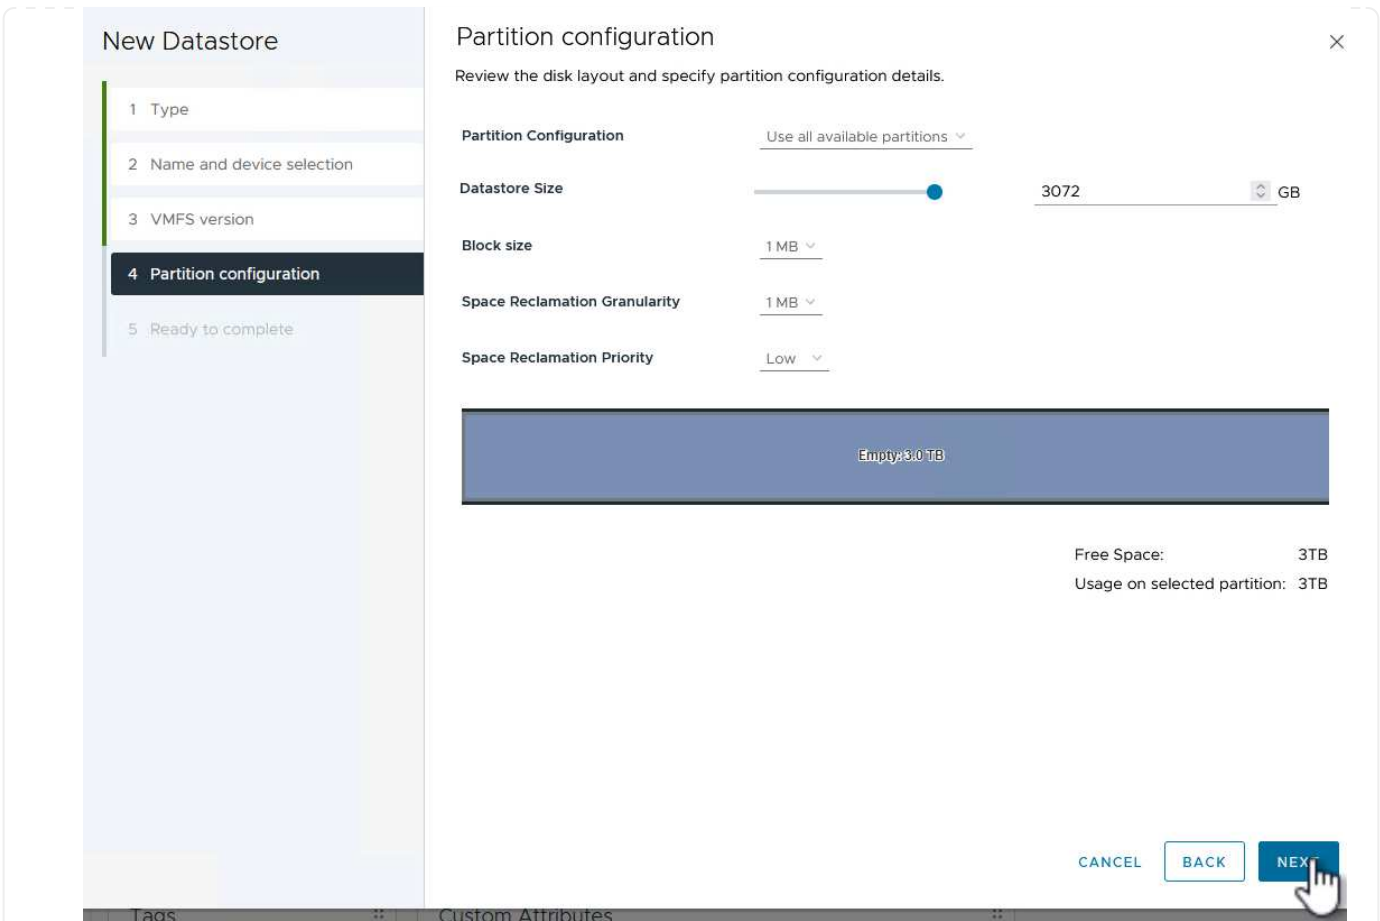 New Datastore
1 Type
2 Name and device selection
3 VMFS version
4 Partition configuration
5 Ready to complete
Partition configuration
Review the disk layout and specify partition configuration details.
Partition Configuration Use all available partitions
Datastore Size 3072 GB
Block size 1 MB
Space Reclamation Granularity 1 MB
Space Reclamation Priority Low
Empty: 3.0 TB
Free Space: 3TB
Usage on selected partition: 3TB
CANCEL BACK NEXT
Tags Custom Attributes